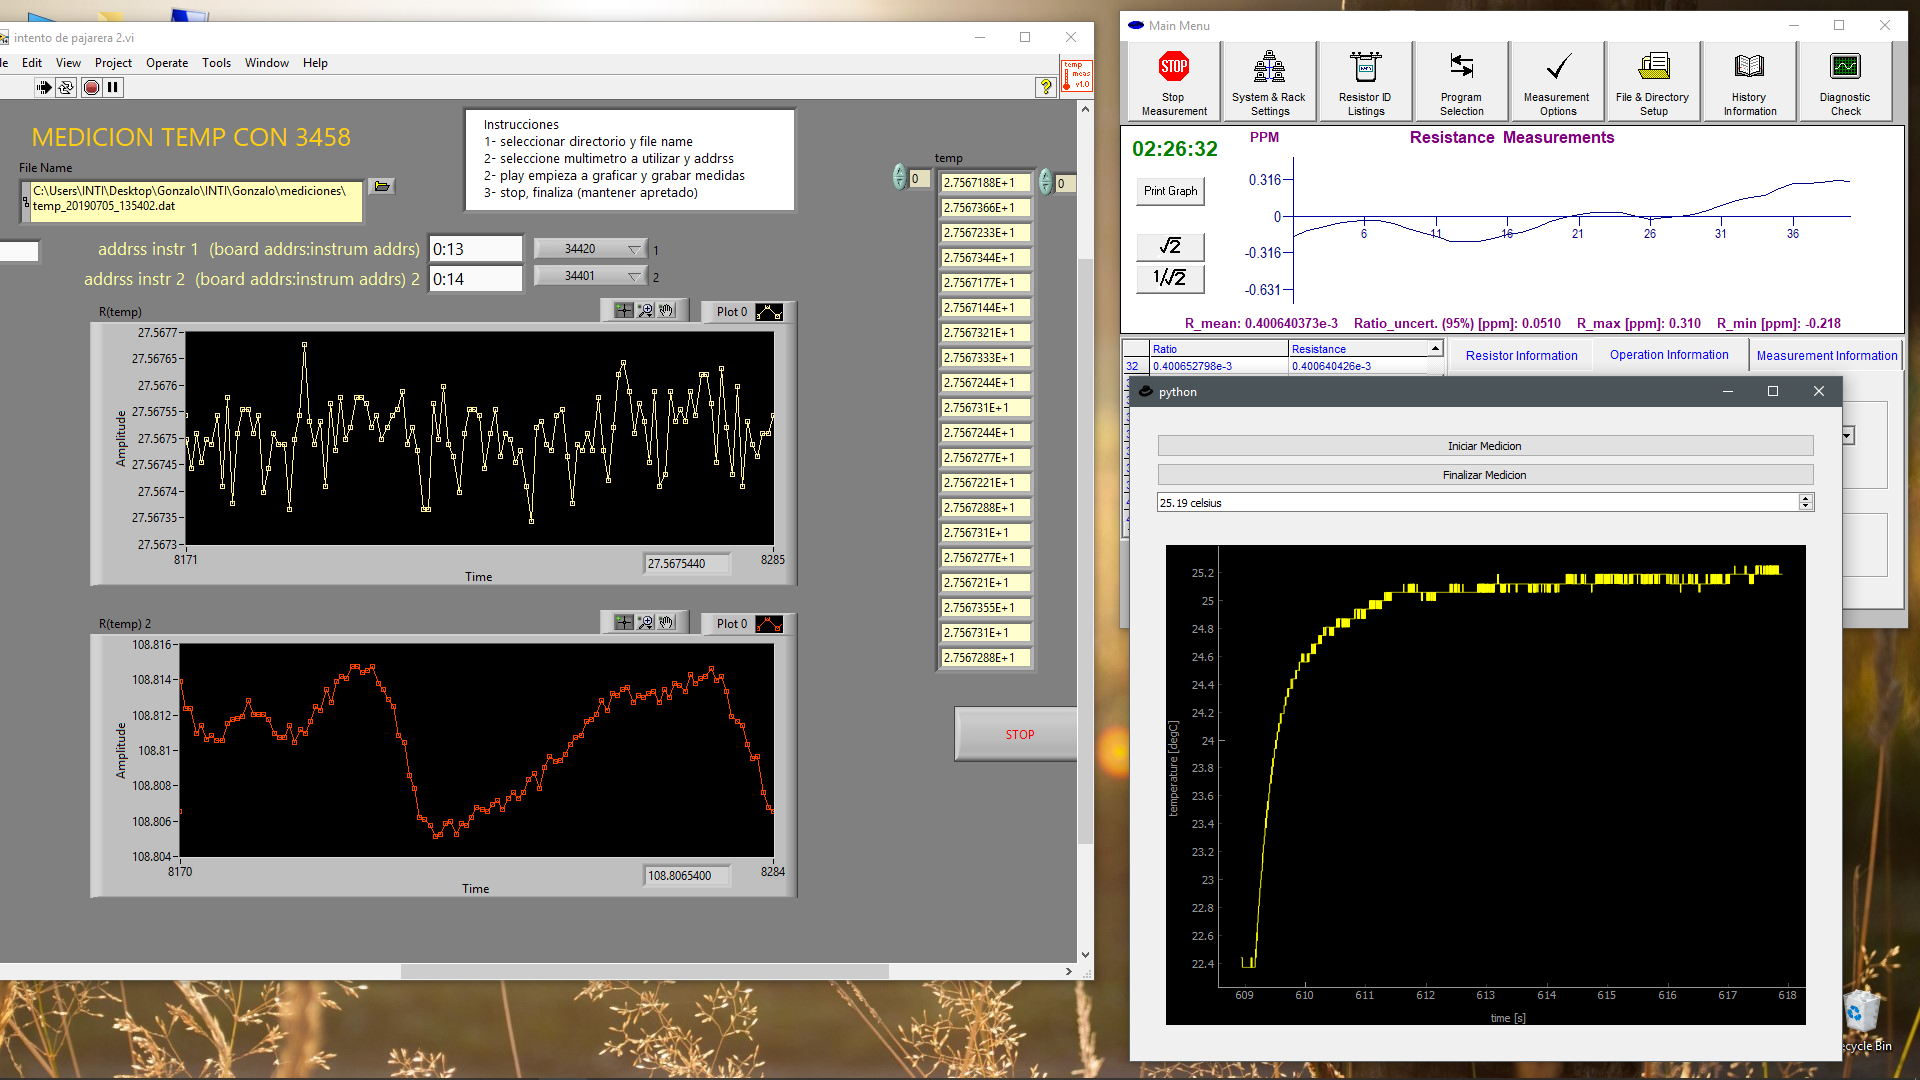 intento de pajarera 2.vi
le Edit View Project Operate Tools Window Help
temp
meas
v1.0
MEDICION TEMP CON 3458
File Name
C:\Users\INTI\Desktop\Gonzalo\INTI\Gonzalo\mediciones\
temp_20190705_135402.dat
Instrucciones
1- seleccionar directorio y file name
2- seleccione multimetro a utilizar y addrss
2- play empieza a graficar y grabar medidas
3- stop, finaliza (mantener apretado)
addrss instr 1 (board addrs:instrum addrs) 0:13 34420 1
addrss instr 2 (board addrs:instrum addrs) 2 0:14 34401 2
R(temp) Plot 0
Amplitude
27.5677
27.56765
27.5676
27.56755
27.5675
27.56745
27.5674
27.56735
27.5673
8171 8285
27.5675440
Time
R(temp) 2 Plot 0
Amplitude
108.816
108.814
108.812
108.81
108.808
108.806
108.804
8170 8284
108.8065400
Time
temp
0 0
2.7567188E+1
2.7567366E+1
2.7567233E+1
2.7567344E+1
2.7567177E+1
2.7567144E+1
2.7567321E+1
2.7567333E+1
2.7567244E+1
2.756731E+1
2.7567244E+1
2.7567277E+1
2.7567221E+1
2.7567288E+1
2.756731E+1
2.7567277E+1
2.756721E+1
2.7567355E+1
2.756731E+1
2.7567288E+1
STOP
Main Menu
STOP
Stop Measurement
System & Rack Settings
Resistor ID Listings
Program Selection
Measurement Options
File & Directory Setup
History Information
Diagnostic Check
02:26:32 PPM Resistance Measurements
Print Graph
√2
1/√2
0.316
0
-0.316
-0.631
6 11 16 21 26 31 36
R_mean: 0.400640373e-3 Ratio_uncert. (95%) [ppm]: 0.0510 R_max [ppm]: 0.310 R_min [ppm]: -0.218
Ratio Resistance
32 0.400652798e-3 0.400640426e-3
Resistor Information Operation Information Measurement Information
python
Iniciar Medicion
Finalizar Medicion
25.19 celsius
temperature [degC]
25.2
25
24.8
24.6
24.4
24.2
24
23.8
23.6
23.4
23.2
23
22.8
22.6
22.4
609 610 611 612 613 614 615 616 617 618
time [s]
ecycle Bin